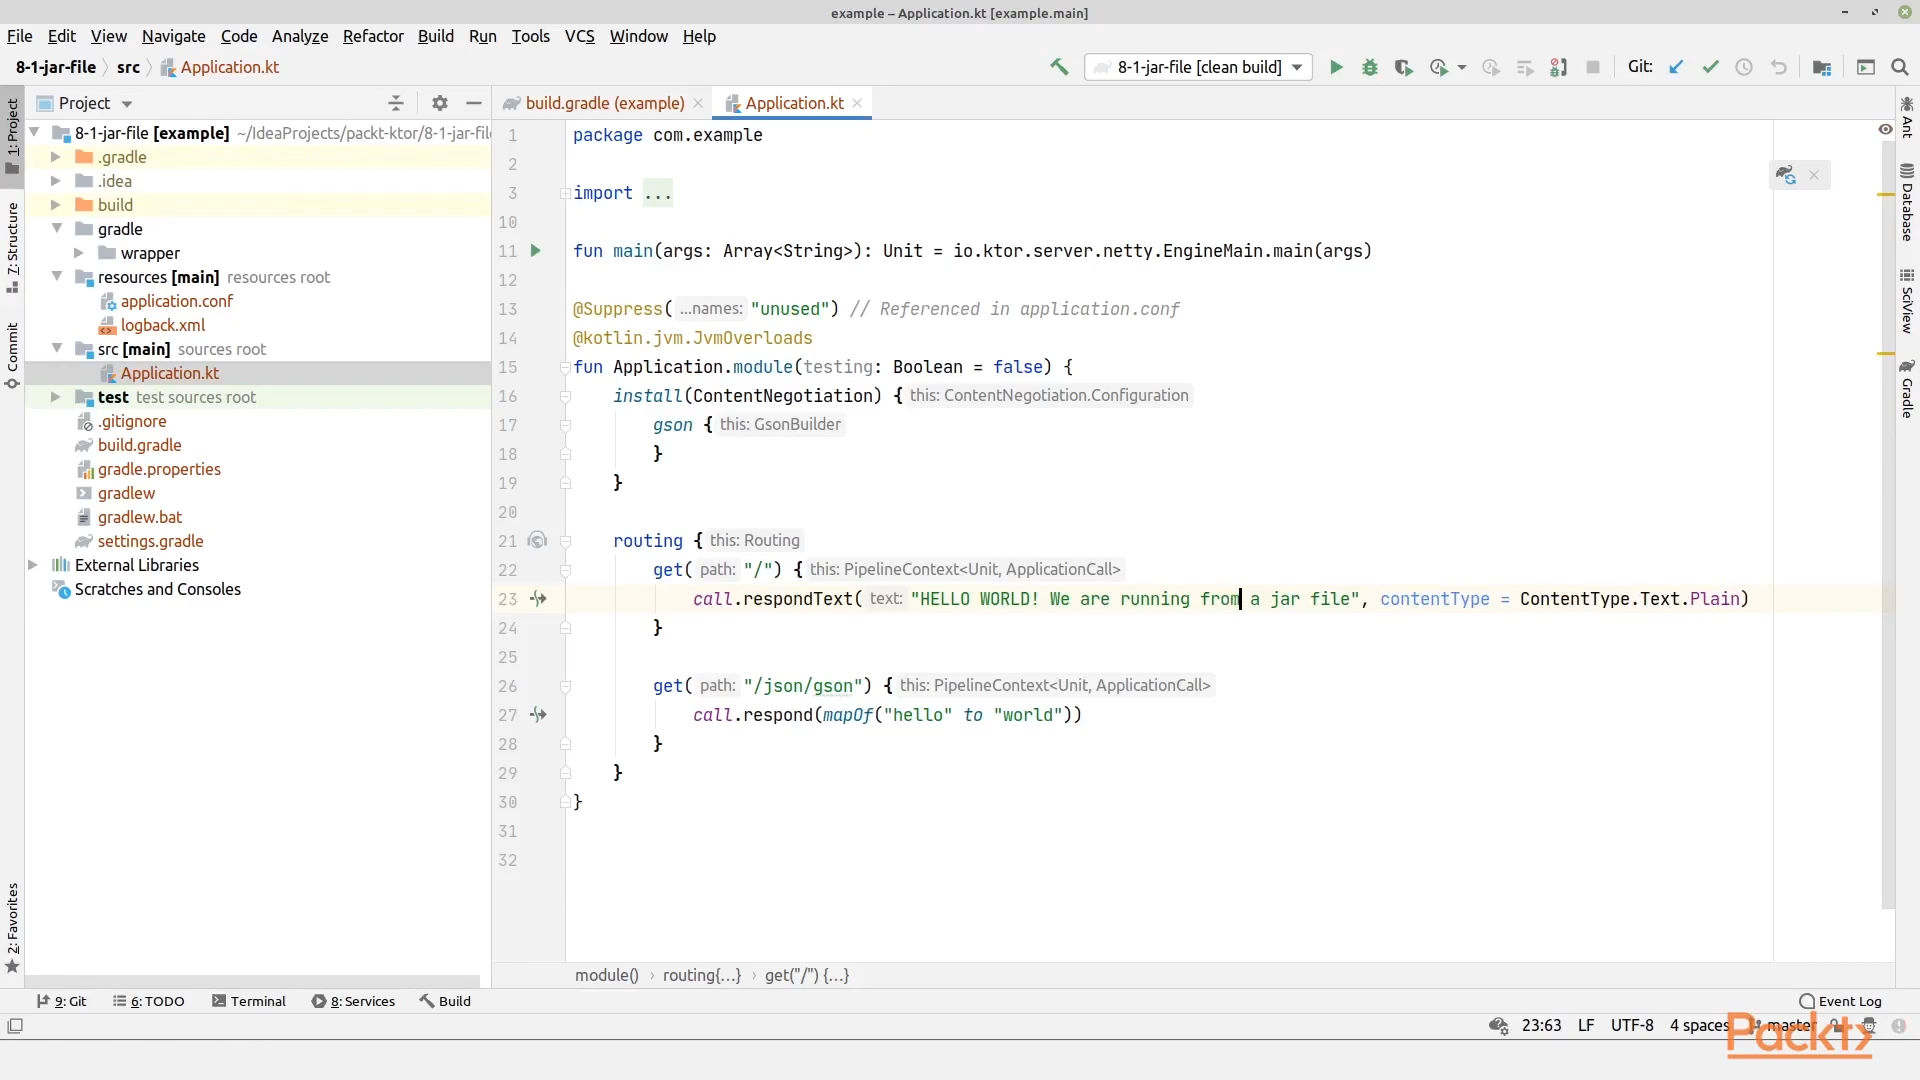 example – Application.kt [example.main]
File Edit View Navigate Code Analyze Refactor Build Run Tools VCS Window Help
8-1-jar-file src Application.kt
8-1-jar-file [clean build]
Git:
Project
build.gradle (example)
Application.kt
1: Project
7: Structure
Commit
2: Favorites
8-1-jar-file [example] ~/IdeaProjects/packt-ktor/8-1-jar-fil
.gradle
.idea
build
gradle
wrapper
resources [main] resources root
application.conf
logback.xml
src [main] sources root
Application.kt
test test sources root
.gitignore
build.gradle
gradle.properties
gradlew
gradlew.bat
settings.gradle
External Libraries
Scratches and Consoles
1 package com.example
2
3 import ...
10
11 fun main(args: Array<String>): Unit = io.ktor.server.netty.EngineMain.main(args)
12
13 @Suppress( ...names: "unused") // Referenced in application.conf
14 @kotlin.jvm.JvmOverloads
15 fun Application.module(testing: Boolean = false) {
16 install(ContentNegotiation) { this: ContentNegotiation.Configuration
17 gson { this: GsonBuilder
18 }
19 }
20
21 routing { this: Routing
22 get( path: "/") { this: PipelineContext<Unit, ApplicationCall>
23 call.respondText( text: "HELLO WORLD! We are running from a jar file", contentType = ContentType.Text.Plain)
24 }
25
26 get( path: "/json/gson") { this: PipelineContext<Unit, ApplicationCall>
27 call.respond(mapOf("hello" to "world"))
28 }
29 }
30 }
31
32
Ant
Database
SciView
Gradle
module() › routing{...} › get("/") {...}
9: Git 6: TODO Terminal 8: Services Build
Event Log
23:63 LF UTF-8 4 spaces master
Packt>